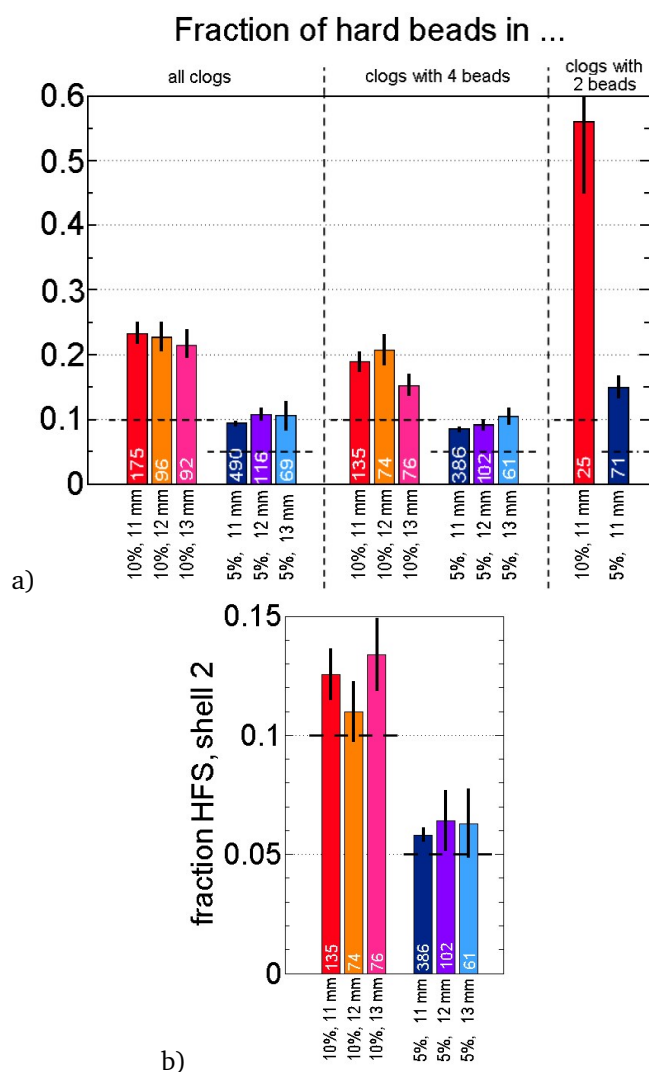 Fraction of hard beads in ...
all clogs
clogs with 4 beads
clogs with
2 beads
0.6
0.5
0.4
0.3
0.2
0.1
0
175
96
92
490
116
69
135
74
76
386
102
61
25
71
10%, 11 mm
10%, 12 mm
10%, 13 mm
5%, 11 mm
5%, 12 mm
5%, 13 mm
10%, 11 mm
10%, 12 mm
10%, 13 mm
5%, 11 mm
5%, 12 mm
5%, 13 mm
10%, 11 mm
5%, 11 mm
a)
fraction HFS, shell 2
0.15
0.1
0.05
0
135
74
76
386
102
61
10%, 11 mm
10%, 12 mm
10%, 13 mm
5%, 11 mm
5%, 12 mm
5%, 13 mm
b)